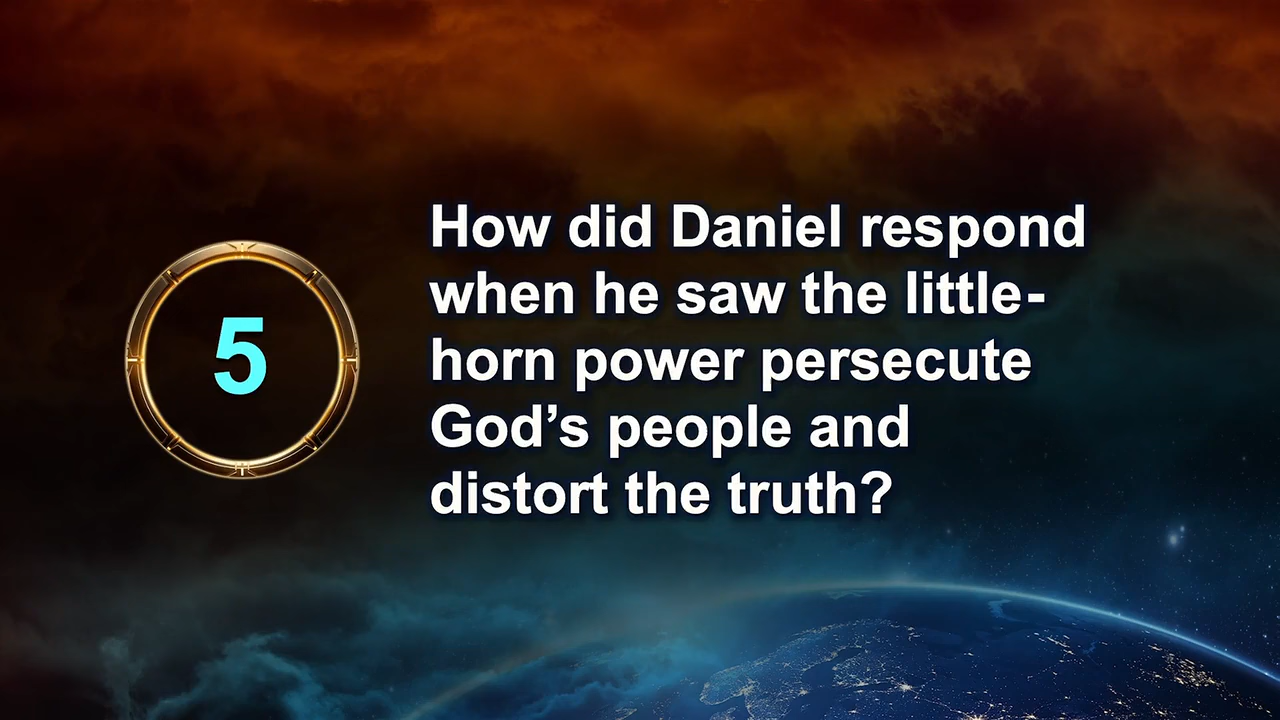 5
How did Daniel respond
when he saw the little-
horn power persecute
God’s people and
distort the truth?